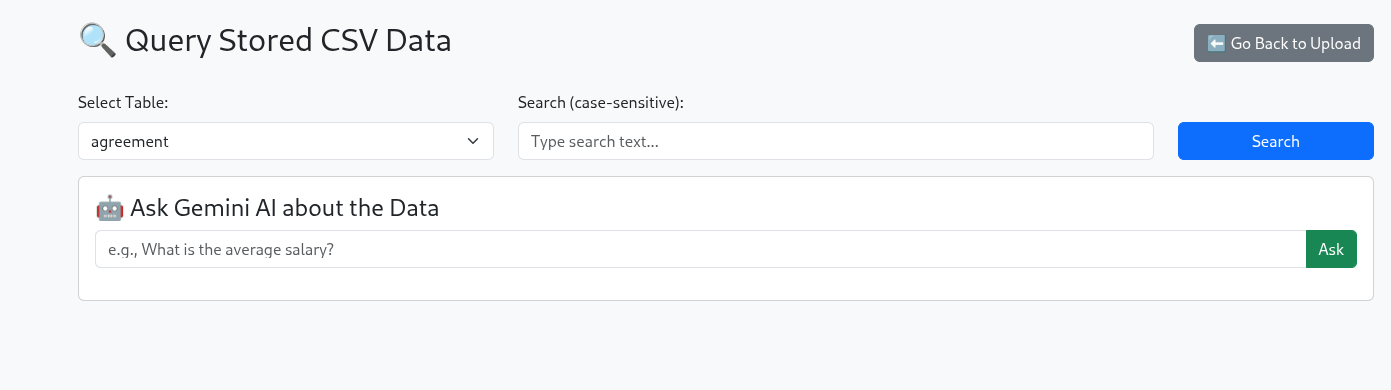 🔍 Query Stored CSV Data
⬅️ Go Back to Upload
Select Table:
Search (case-sensitive):
agreement
Type search text...
Search
🤖 Ask Gemini AI about the Data
e.g., What is the average salary?
Ask